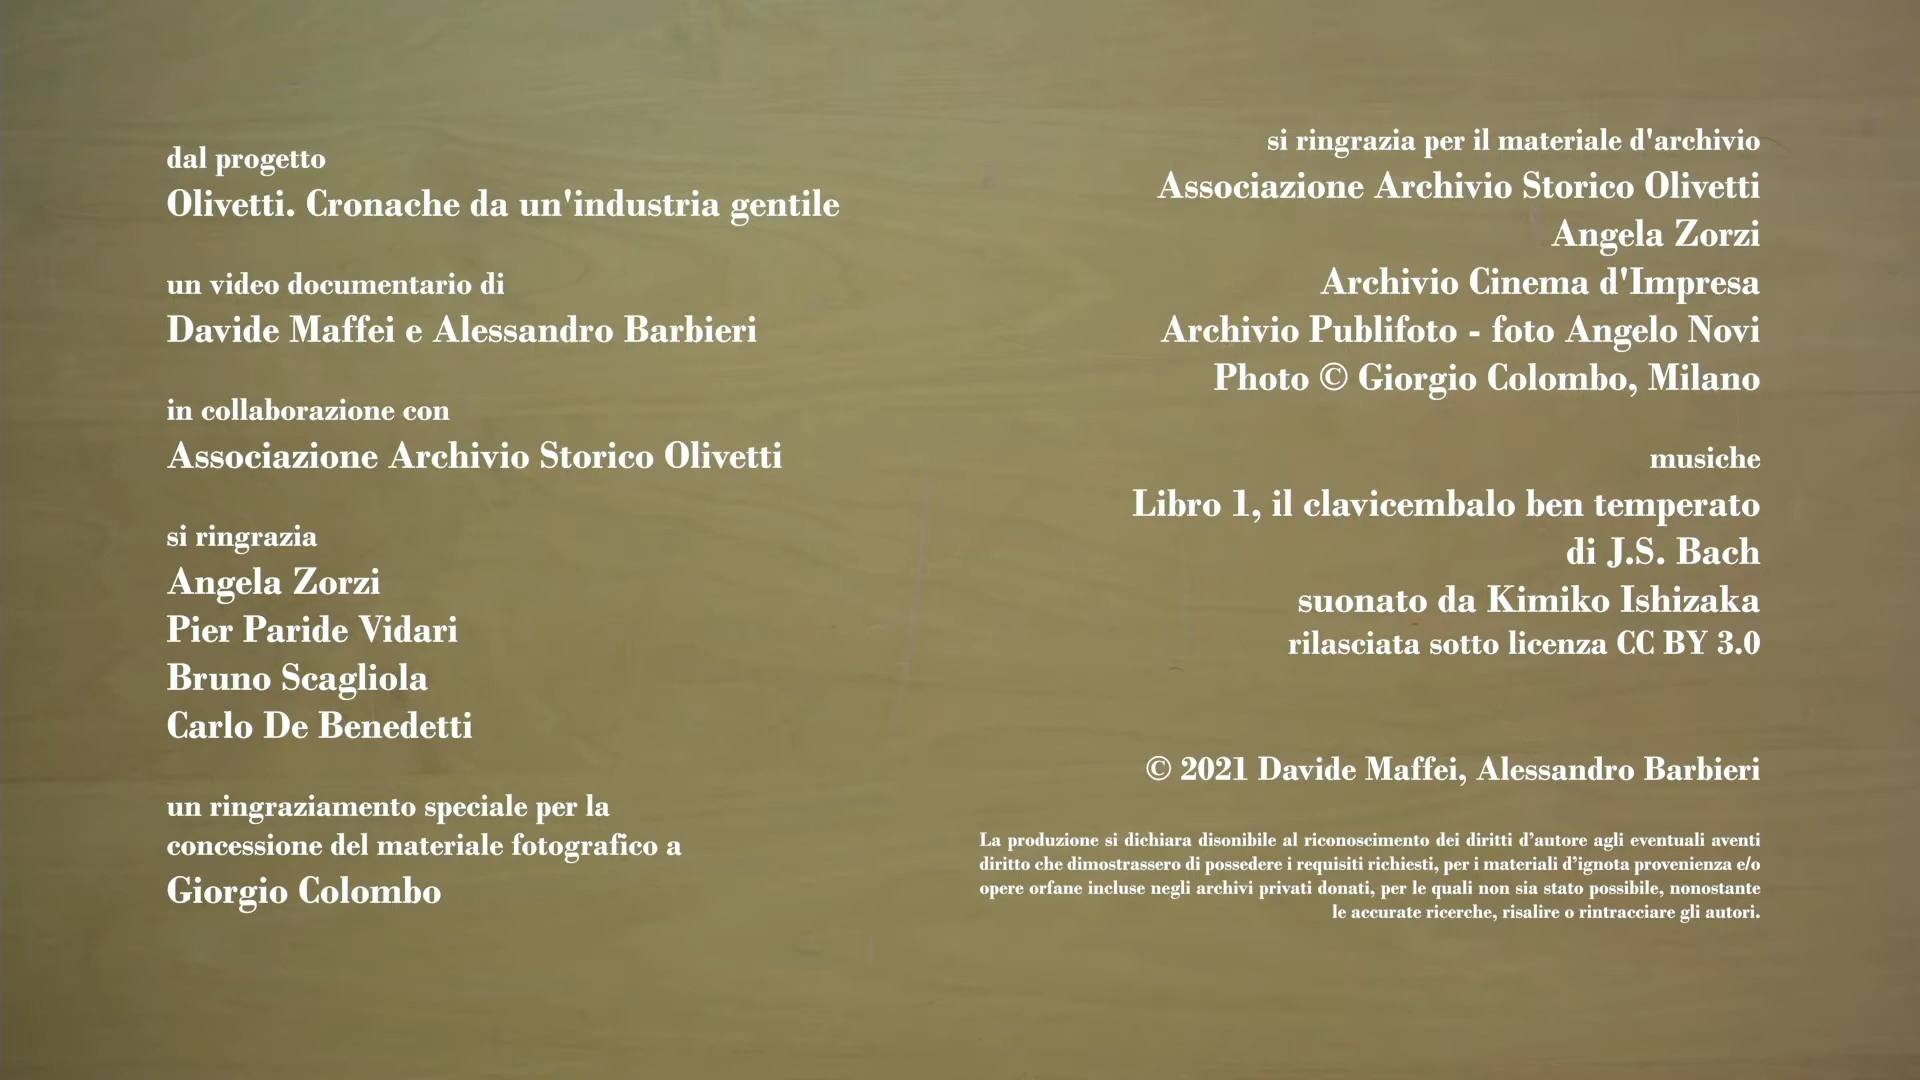 dal progetto
Olivetti. Cronache da un'industria gentile
un video documentario di
Davide Maffei e Alessandro Barbieri
in collaborazione con
Associazione Archivio Storico Olivetti
si ringrazia
Angela Zorzi
Pier Paride Vidari
Bruno Scagliola
Carlo De Benedetti
un ringraziamento speciale per la
concessione del materiale fotografico a
Giorgio Colombo
si ringrazia per il materiale d'archivio
Associazione Archivio Storico Olivetti
Angela Zorzi
Archivio Cinema d'Impresa
Archivio Publifoto - foto Angelo Novi
Photo © Giorgio Colombo, Milano
musiche
Libro 1, il clavicembalo ben temperato
di J.S. Bach
suonato da Kimiko Ishizaka
rilasciata sotto licenza CC BY 3.0
© 2021 Davide Maffei, Alessandro Barbieri
La produzione si dichiara disonibile al riconoscimento dei diritti d’autore agli eventuali aventi
diritto che dimostrassero di possedere i requisiti richiesti, per i materiali d’ignota provenienza e/o
opere orfane incluse negli archivi privati donati, per le quali non sia stato possibile, nonostante
le accurate ricerche, risalire o rintracciare gli autori.